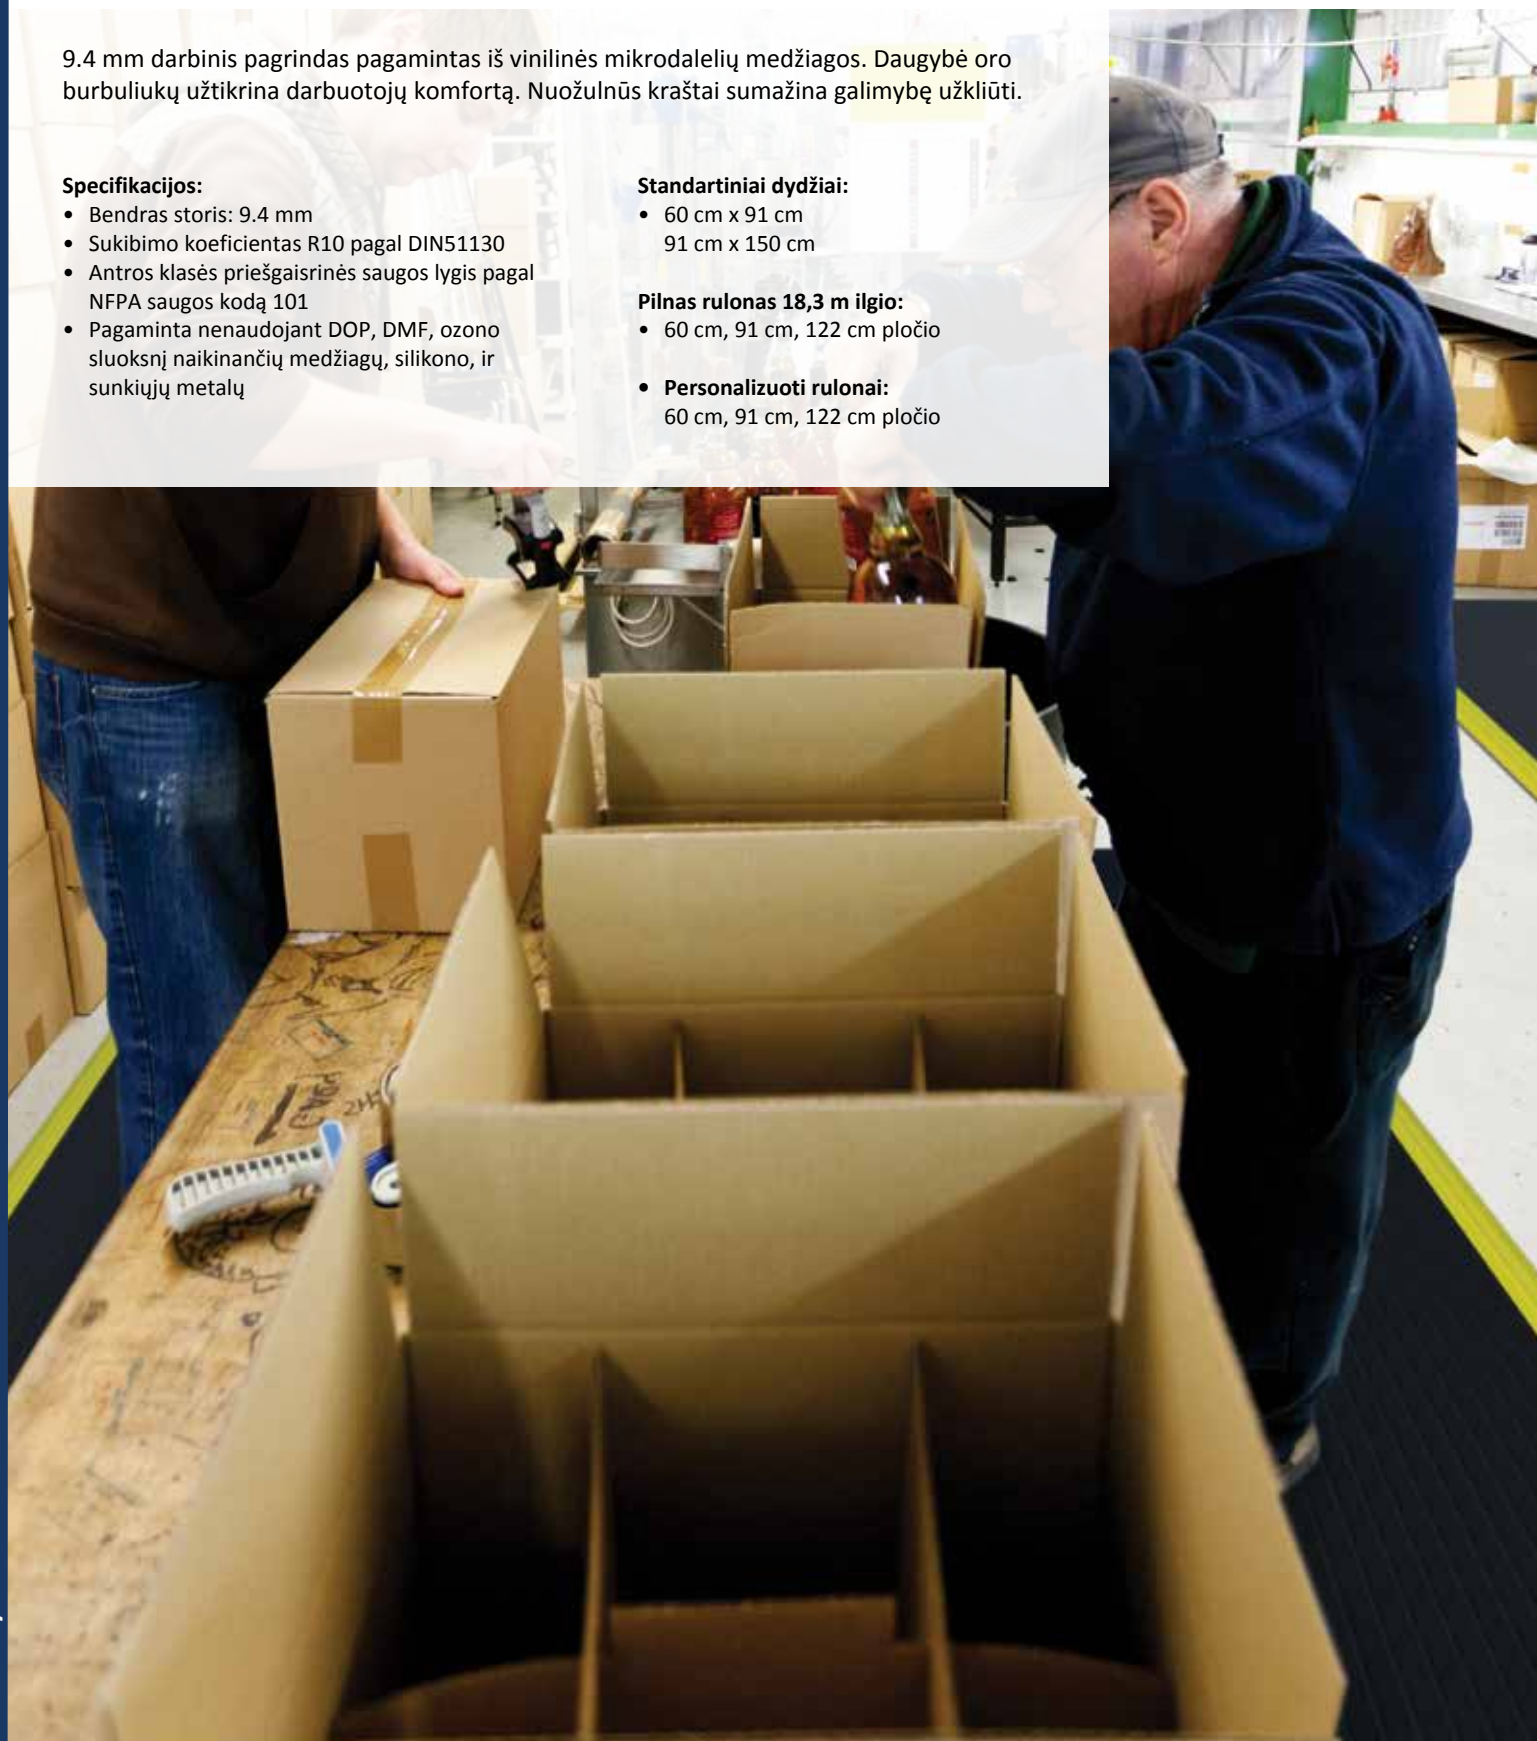 9.4 mm darbinis pagrindas pagamintas iš vinilinės mikrodalelių medžiagos. Daugybė oro
burbuliukų užtikrina darbuotojų komfortą. Nuožulnūs kraštai sumažina galimybę užkliūti.
Specifikacijos:
• Bendras storis: 9.4 mm
• Sukibimo koeficientas R10 pagal DIN51130
• Antros klasės priešgaisrinės saugos lygis pagal
NFPA saugos kodą 101
• Pagaminta nenaudojant DOP, DMF, ozono
sluoksnį naikinančių medžiagų, silikono, ir
sunkiųjų metalų
Standartiniai dydžiai:
• 60 cm x 91 cm
91 cm x 150 cm
Pilnas rulonas 18,3 m ilgio:
• 60 cm, 91 cm, 122 cm pločio
• Personalizuoti rulonai:
60 cm, 91 cm, 122 cm pločio